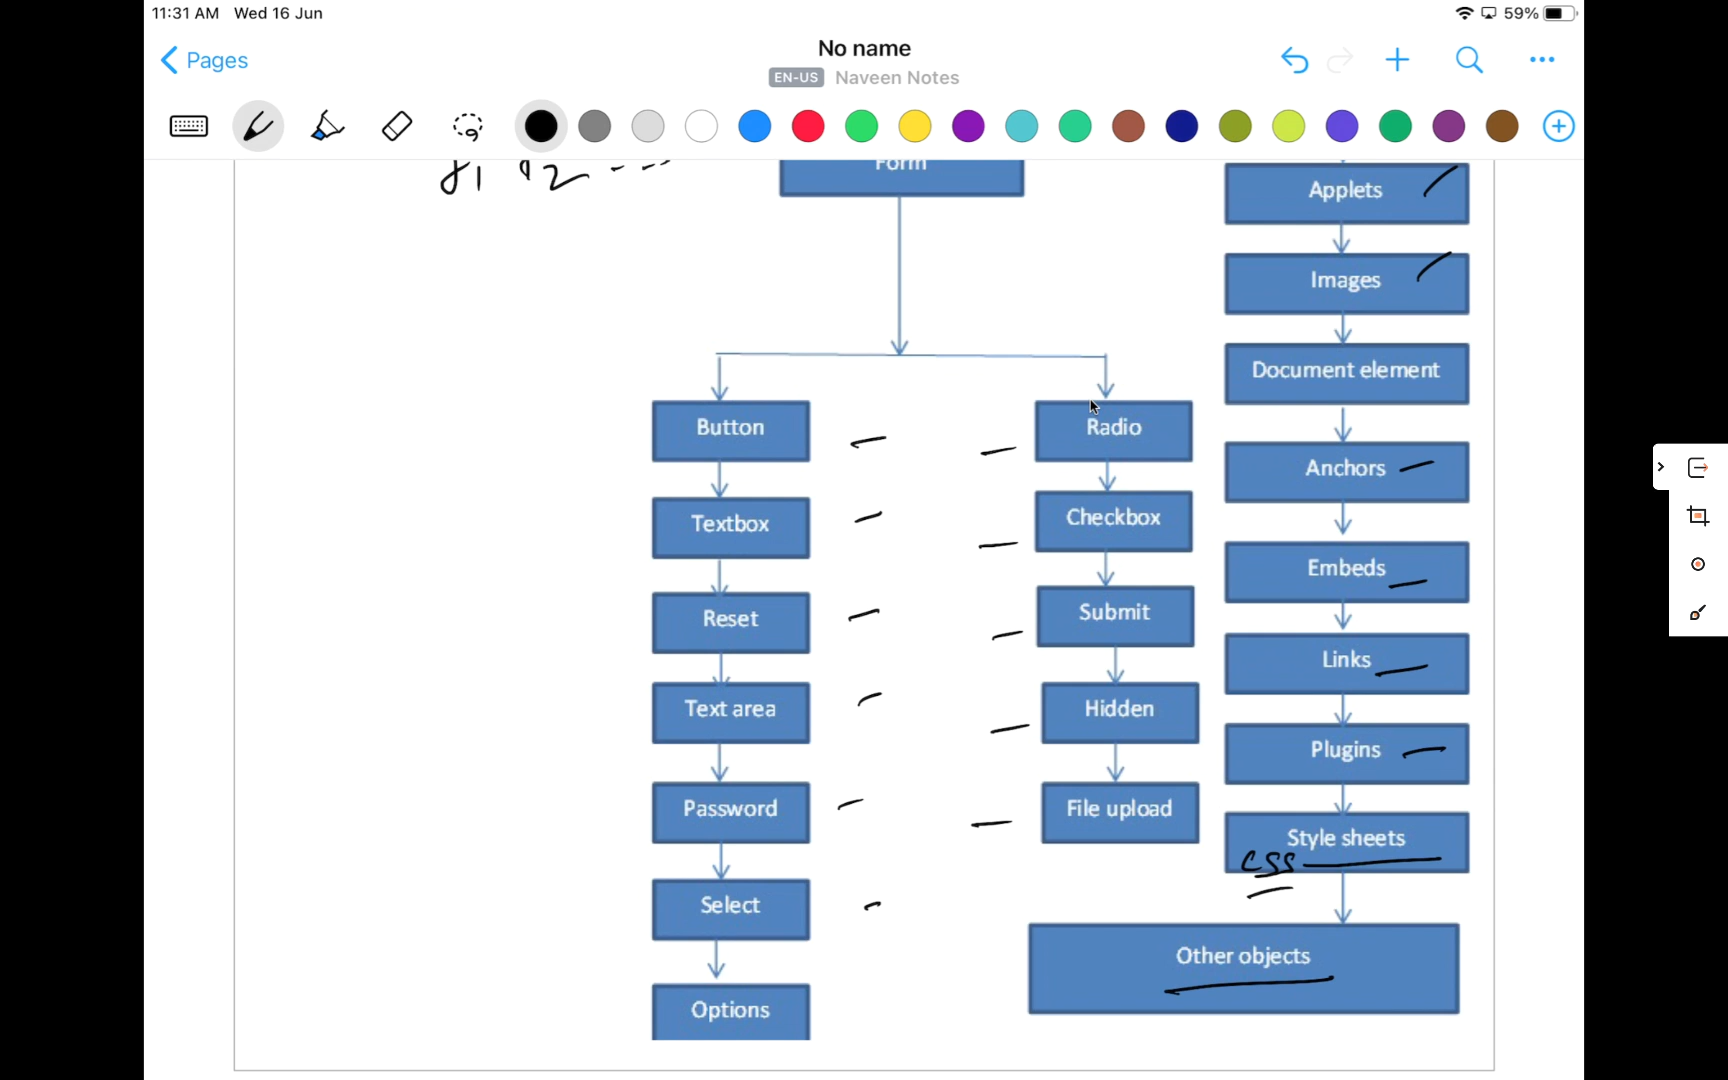 11:31 AM Wed 16 Jun
59%
Pages
No name
EN-US Naveen Notes
Form
Applets
Images
Document element
Button
Radio
Anchors
Textbox
Checkbox
Embeds
Reset
Submit
Links
Text area
Hidden
Plugins
Password
File upload
Style sheets
CSS
Select
Other objects
Options